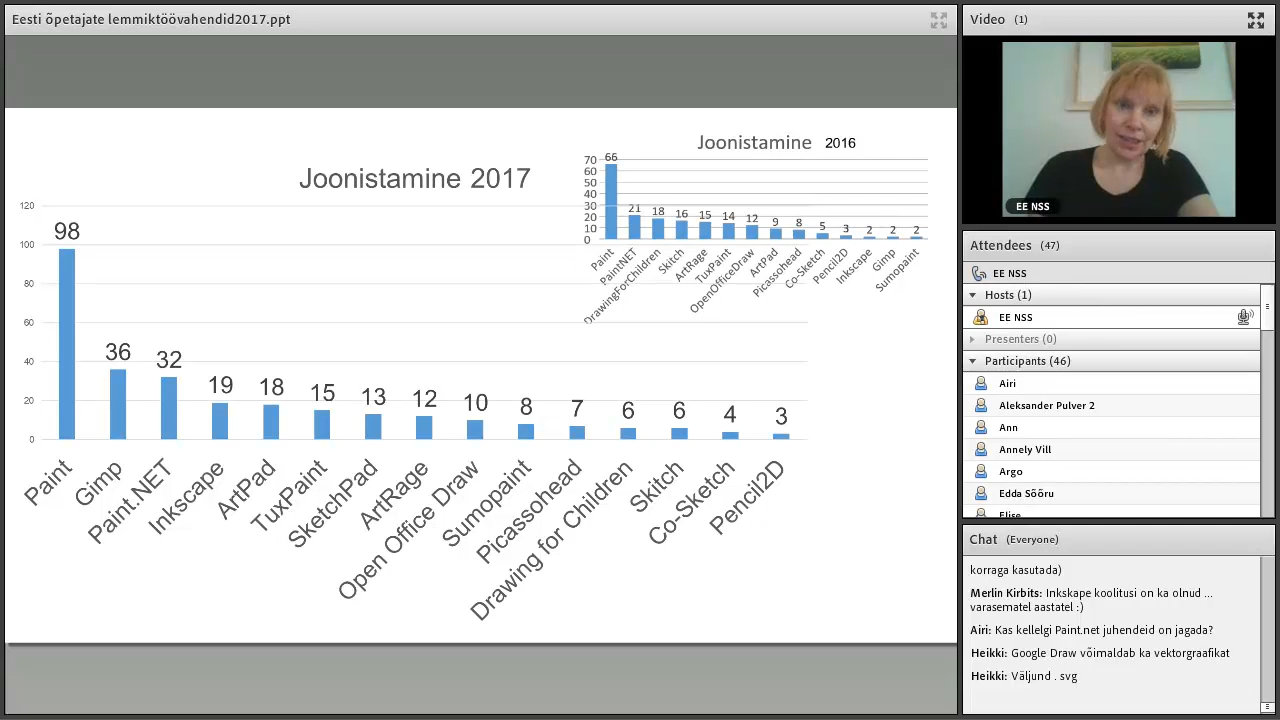 Eesti õpetajate lemmiktöövahendid2017.ppt
Joonistamine 2017
120
100
80
60
40
20
0
98
36
32
19
18
15
13
12
10
8
7
6
6
4
3
Paint
Gimp
Paint.NET
Inkscape
ArtPad
TuxPaint
SketchPad
ArtRage
Open Office Draw
Sumopaint
Picassohead
Drawing for Children
Skitch
Co-Sketch
Pencil2D
Joonistamine 2016
70
60
50
40
30
20
10
0
66
21
18
16
15
14
12
9
8
5
3
2
2
2
Paint
PaintNET
DrawingForChildren
Skitch
ArtRage
TuxPaint
OpenOfficeDraw
ArtPad
Picassohead
Co-Sketch
Pencil2D
Inkscape
Gimp
Sumopaint
Video (1)
EE NSS
Attendees (47)
EE NSS
Hosts (1)
EE NSS
Presenters (0)
Participants (46)
Airi
Aleksander Pulver 2
Ann
Annely Vill
Argo
Edda Sööru
Elise
Chat (Everyone)
korraga kasutada)
Merlin Kirbits: Inkskape koolitusi on ka olnud ...
varasematel aastatel :)
Airi: Kas kellelgi Paint.net juhendeid on jagada?
Heikki: Google Draw võimaldab ka vektorgraafikat
Heikki: Väljund . svg